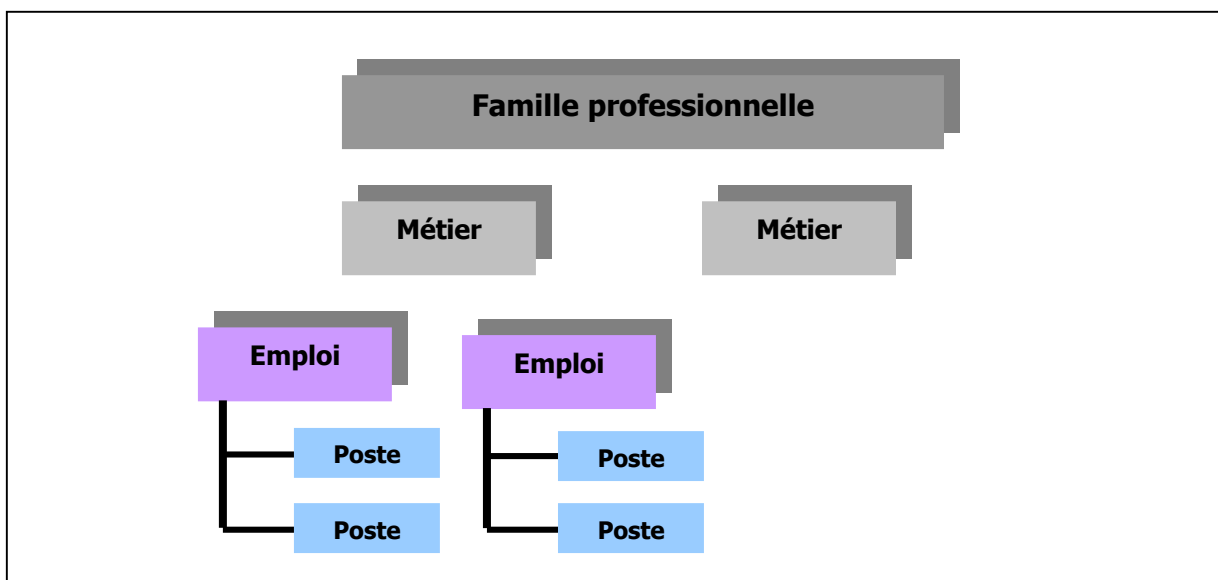 Famille professionnelle
Métier
Métier
Emploi
Emploi
Poste
Poste
Poste
Poste